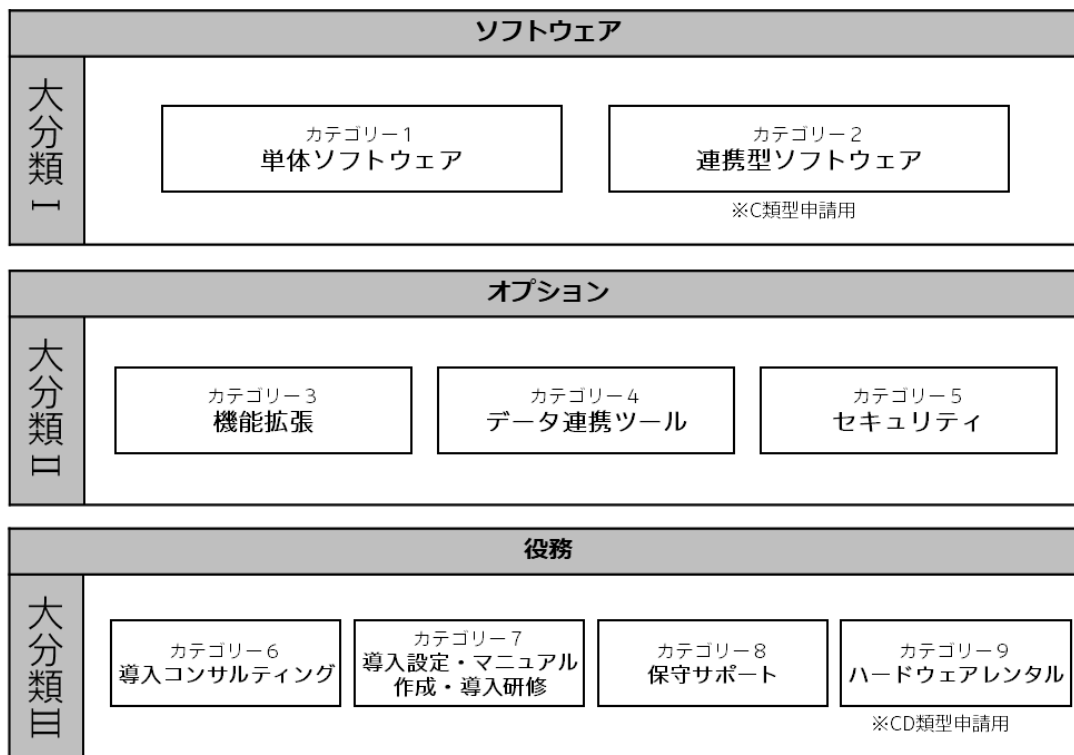 ソフトウェア
大分類Ⅰ
カテゴリー1
単体ソフトウェア
カテゴリー2
連携型ソフトウェア
※C類型申請用
オプション
大分類Ⅱ
カテゴリー3
機能拡張
カテゴリー4
データ連携ツール
カテゴリー5
セキュリティ
役務
大分類Ⅲ
カテゴリー6
導入コンサルティング
カテゴリー7
導入設定・マニュアル
作成・導入研修
カテゴリー8
保守サポート
カテゴリー9
ハードウェアレンタル
※CD類型申請用